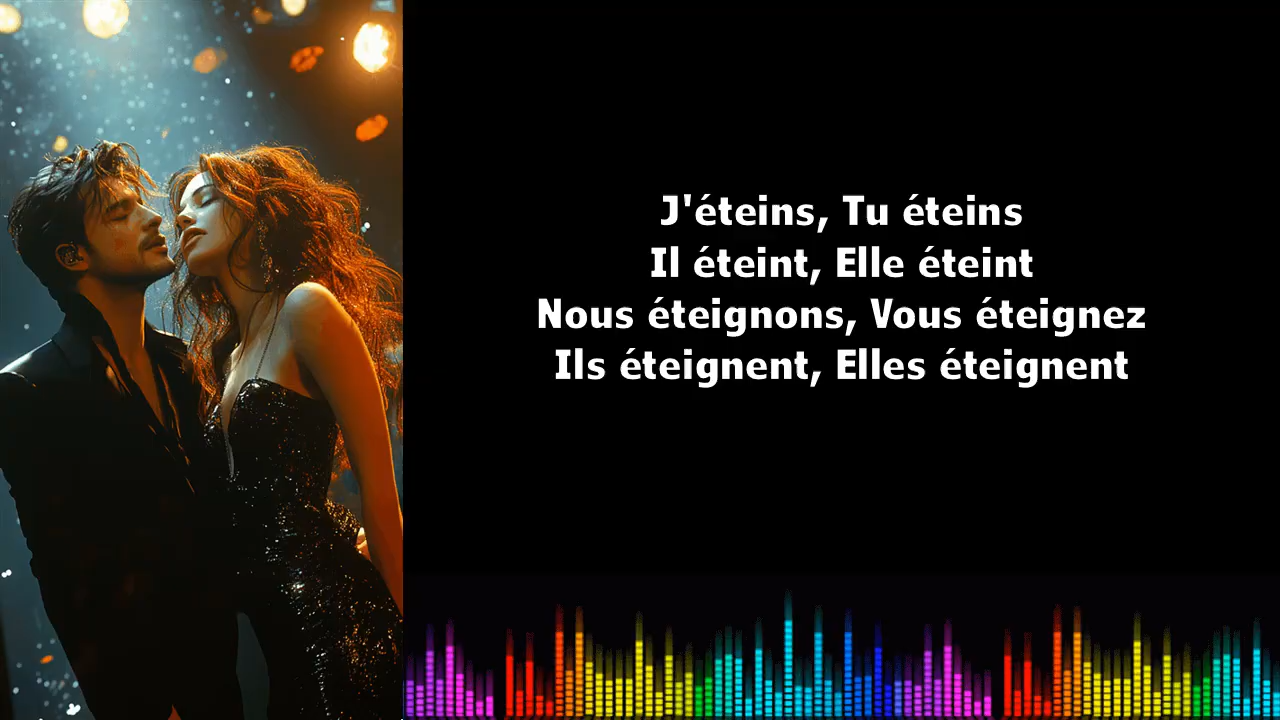 J'éteins, Tu éteins
Il éteint, Elle éteint
Nous éteignons, Vous éteignez
Ils éteignent, Elles éteignent